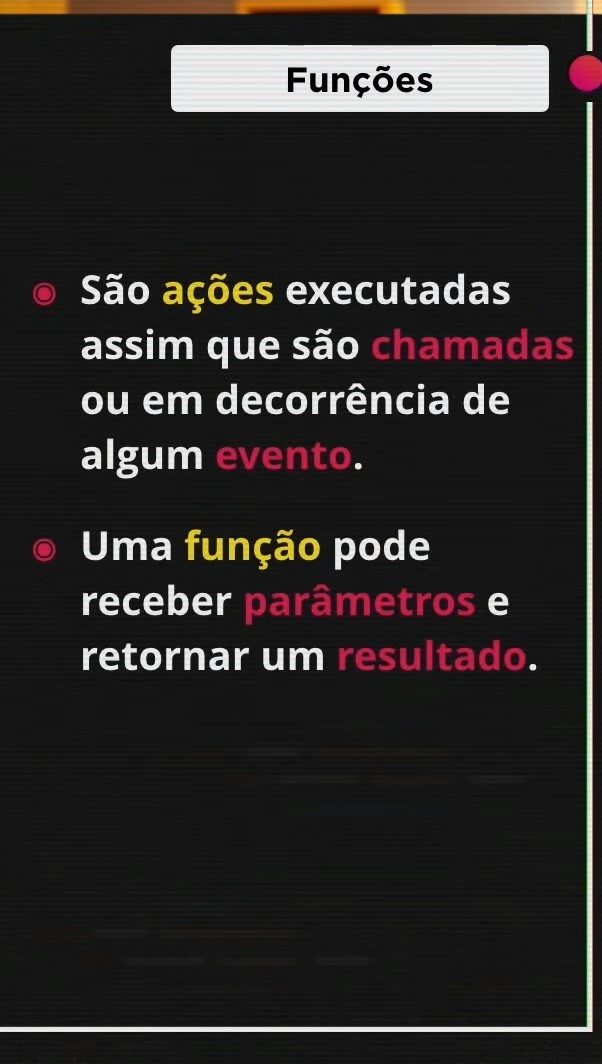 Funções
São ações executadas
assim que são chamadas
ou em decorrência de
algum evento.
Uma função pode
receber parâmetros e
retornar um resultado.